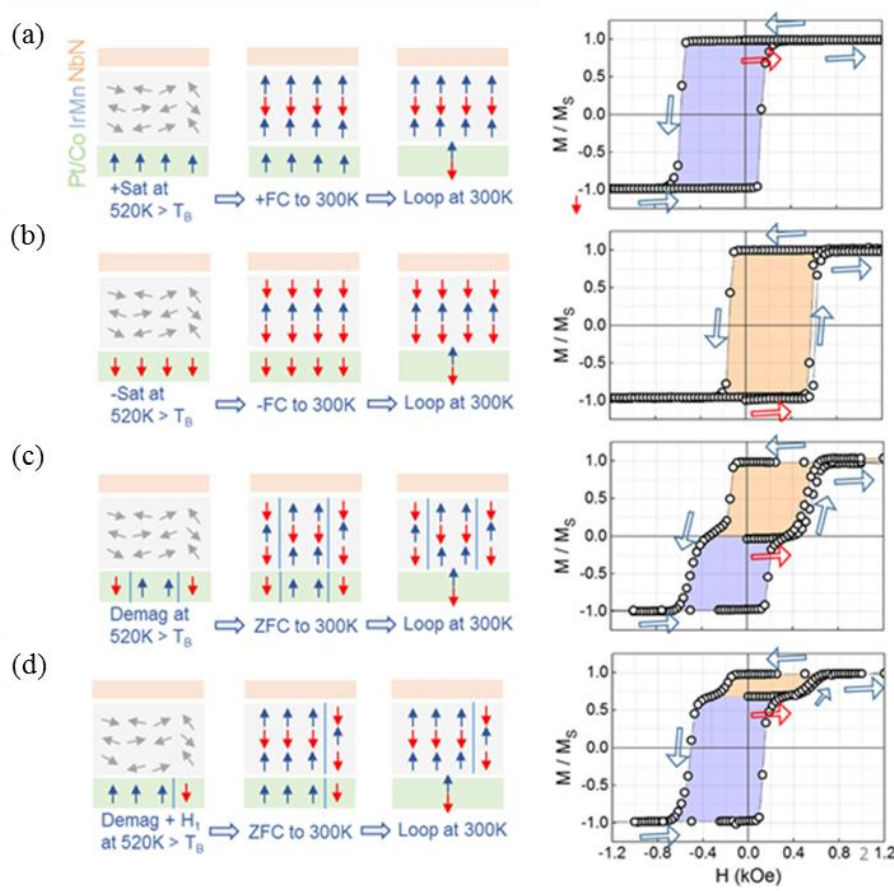 (a)
Pt/Co IrMn NbN
+Sat at
520K > T_B
+FC to 300K
Loop at 300K
M / M_S
1.0
0.5
0.0
-0.5
-1.0
(b)
-Sat at
520K > T_B
-FC to 300K
Loop at 300K
M / M_S
1.0
0.5
0.0
-0.5
-1.0
(c)
Demag at
520K > T_B
ZFC to 300K
Loop at 300K
M / M_S
1.0
0.5
0.0
-0.5
-1.0
(d)
Demag + H_1
at 520K > T_B
ZFC to 300K
Loop at 300K
M / M_S
1.0
0.5
0.0
-0.5
-1.0
-1.2 -0.8 -0.4 0.0 0.4 0.8 2 1.2
H (kOe)